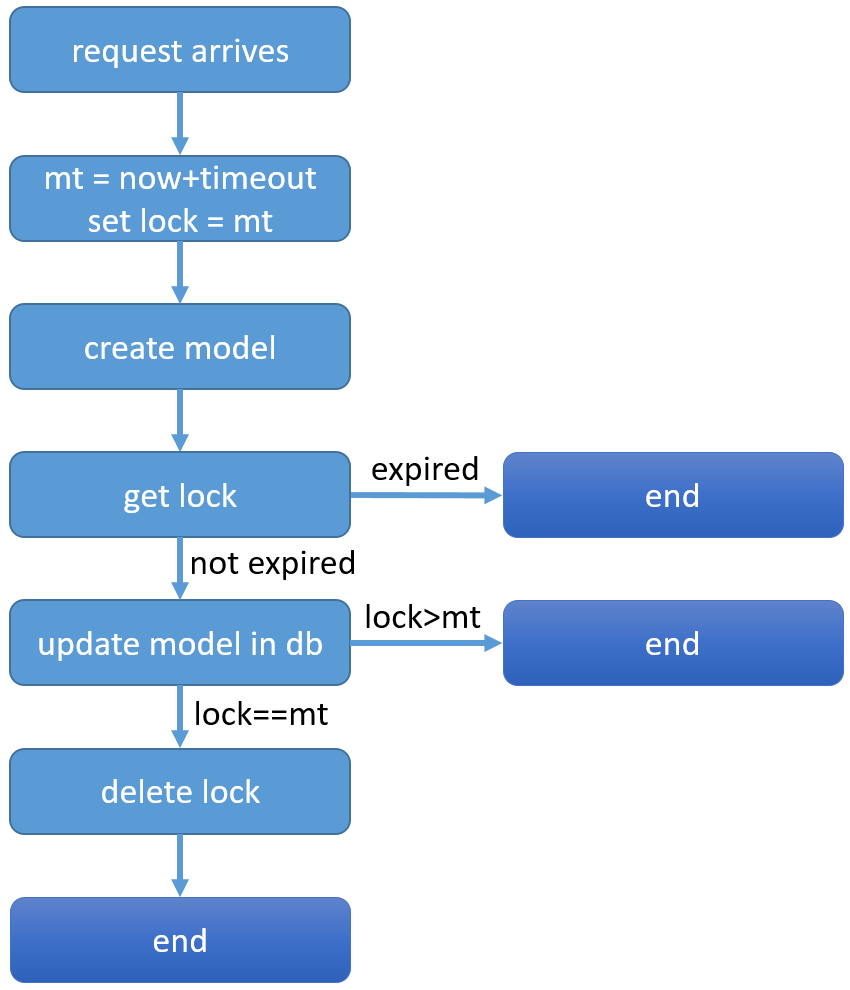 request arrives
mt = now+timeout
set lock = mt
create model
get lock
expired
end
not expired
update model in db
lock>mt
end
lock==mt
delete lock
end